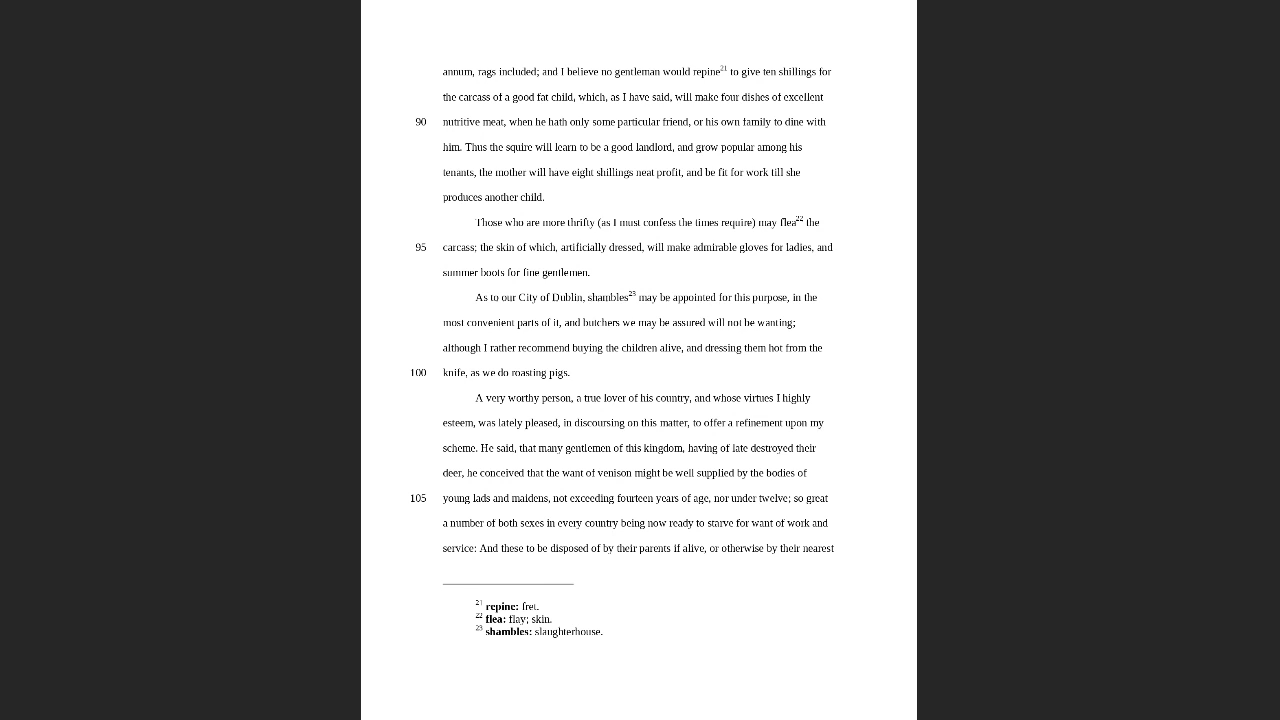 annum, rags included; and I believe no gentleman would repine21 to give ten shillings for
the carcass of a good fat child, which, as I have said, will make four dishes of excellent
90 nutritive meat, when he hath only some particular friend, or his own family to dine with
him. Thus the squire will learn to be a good landlord, and grow popular among his
tenants, the mother will have eight shillings neat profit, and be fit for work till she
produces another child.
Those who are more thrifty (as I must confess the times require) may flea22 the
95 carcass; the skin of which, artificially dressed, will make admirable gloves for ladies, and
summer boots for fine gentlemen.
As to our City of Dublin, shambles23 may be appointed for this purpose, in the
most convenient parts of it, and butchers we may be assured will not be wanting;
although I rather recommend buying the children alive, and dressing them hot from the
100 knife, as we do roasting pigs.
A very worthy person, a true lover of his country, and whose virtues I highly
esteem, was lately pleased, in discoursing on this matter, to offer a refinement upon my
scheme. He said, that many gentlemen of this kingdom, having of late destroyed their
deer, he conceived that the want of venison might be well supplied by the bodies of
105 young lads and maidens, not exceeding fourteen years of age, nor under twelve; so great
a number of both sexes in every country being now ready to starve for want of work and
service: And these to be disposed of by their parents if alive, or otherwise by their nearest
21 repine: fret.
22 flea: flay; skin.
23 shambles: slaughterhouse.